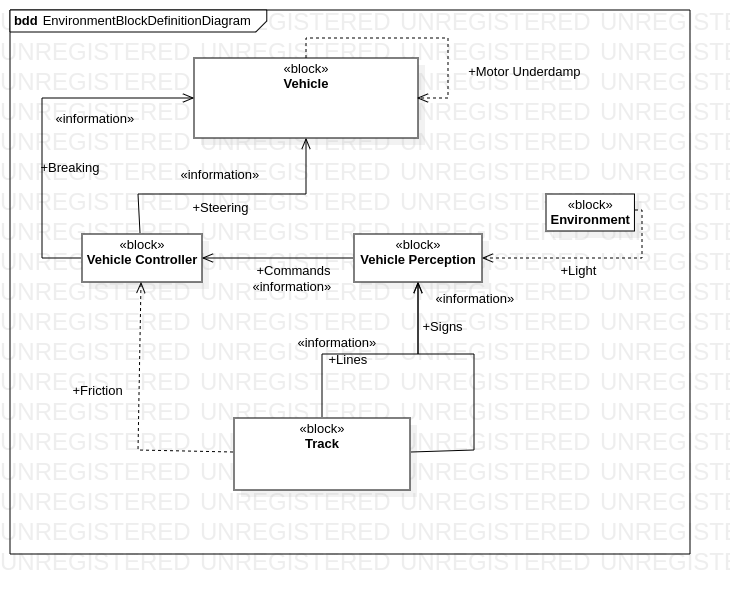 bdd EnvironmentBlockDefinitionDiagram
«block»
Vehicle
+Motor Underdamp
«information»
+Breaking
«information»
+Steering
«block»
Environment
«block»
Vehicle Controller
«block»
Vehicle Perception
+Commands
«information»
+Light
«information»
+Signs
«information»
+Lines
+Friction
«block»
Track
UNREGISTERED UNREGISTERED UNREGISTERED UNREGISTERED